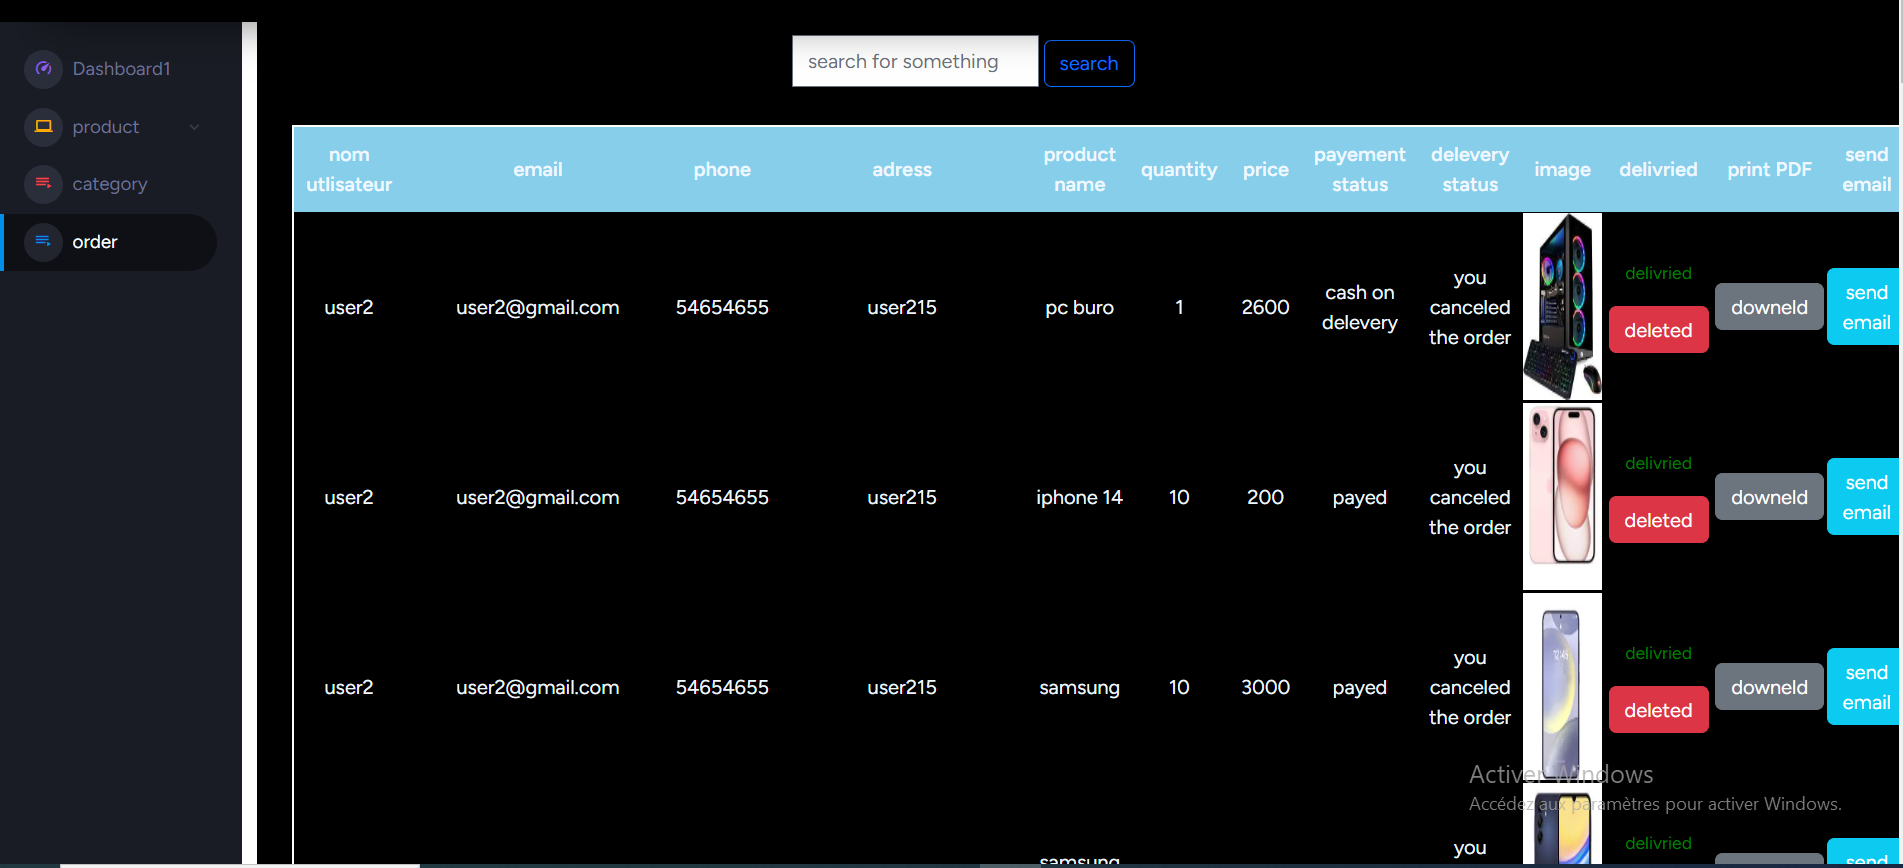 Dashboard1
product
category
order
search for something
search
nom
utlisateur
email
phone
adress
product
name
quantity
price
payement
status
delevery
status
image
delivried
print PDF
send
email
user2
user2@gmail.com
54654655
user215
pc buro
1
2600
cash on
delevery
you
canceled
the order
delivried
deleted
downeld
send
email
user2
user2@gmail.com
54654655
user215
iphone 14
10
200
payed
you
canceled
the order
delivried
deleted
downeld
send
email
user2
user2@gmail.com
54654655
user215
samsung
10
3000
payed
you
canceled
the order
delivried
deleted
downeld
send
email
Activer Windows
Accédez aux paramètres pour activer Windows.
samsung
you
delivried
send